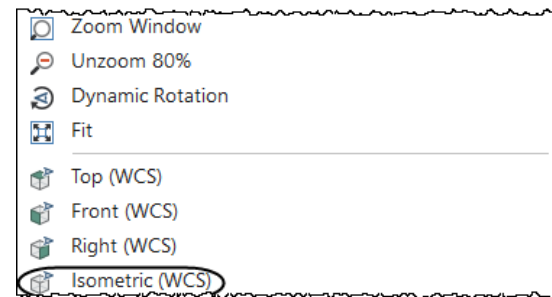 Zoom Window
Unzoom 80%
Dynamic Rotation
Fit
Top (WCS)
Front (WCS)
Right (WCS)
Isometric (WCS)